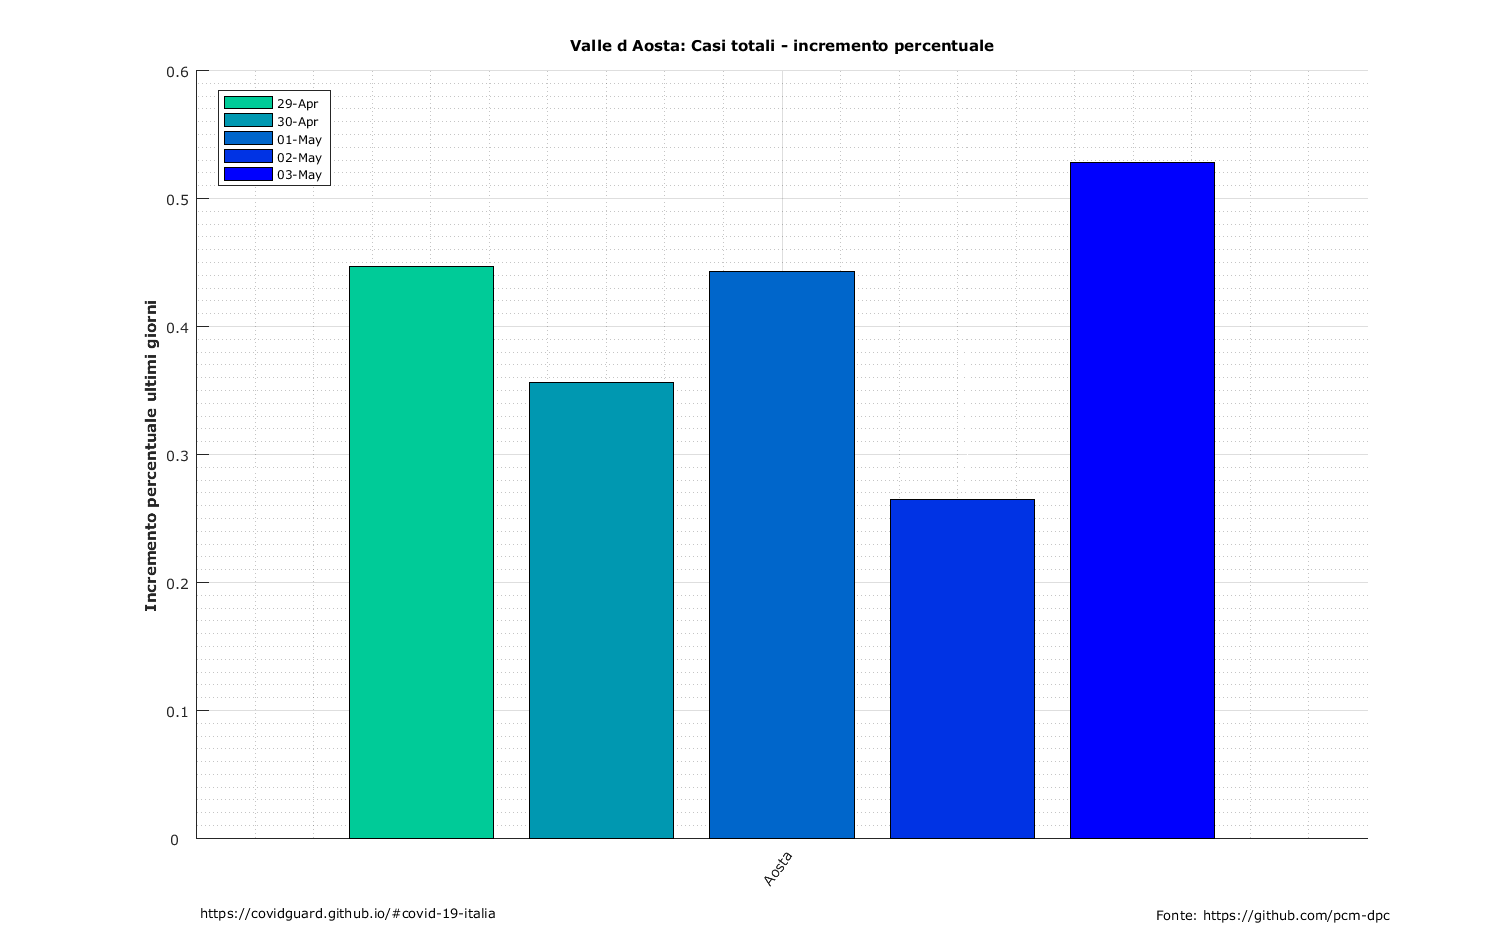 Valle d Aosta: Casi totali - incremento percentuale
0.6
0.5
0.4
0.3
0.2
0.1
0
Incremento percentuale ultimi giorni
29-Apr
30-Apr
01-May
02-May
03-May
Aosta
https://covidguard.github.io/#covid-19-italia
Fonte: https://github.com/pcm-dpc